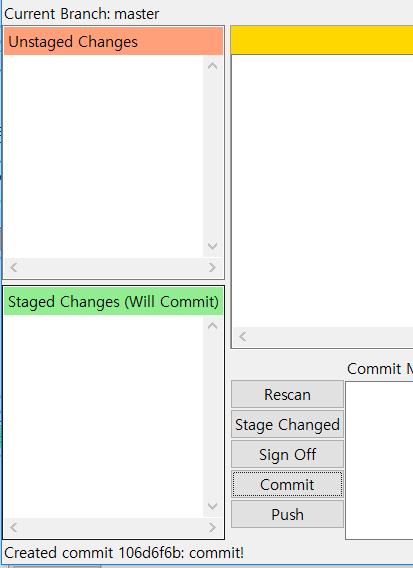 Current Branch: master
Unstaged Changes
Staged Changes (Will Commit)
Commit M
Rescan
Stage Changed
Sign Off
Commit
Push
Created commit 106d6f6b: commit!